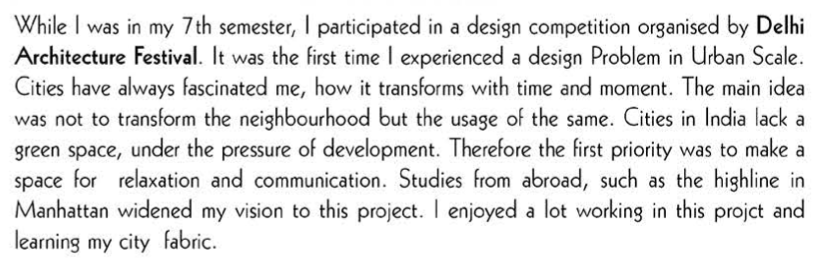 While I was in my 7th semester, I participated in a design competition organised by Delhi
Architecture Festival. It was the first time I experienced a design Problem in Urban Scale.
Cities have always fascinated me, how it transforms with time and moment. The main idea
was not to transform the neighbourhood but the usage of the same. Cities in India lack a
green space, under the pressure of development. Therefore the first priority was to make a
space for relaxation and communication. Studies from abroad, such as the highline in
Manhattan widened my vision to this project. I enjoyed a lot working in this projct and
learning my city fabric.